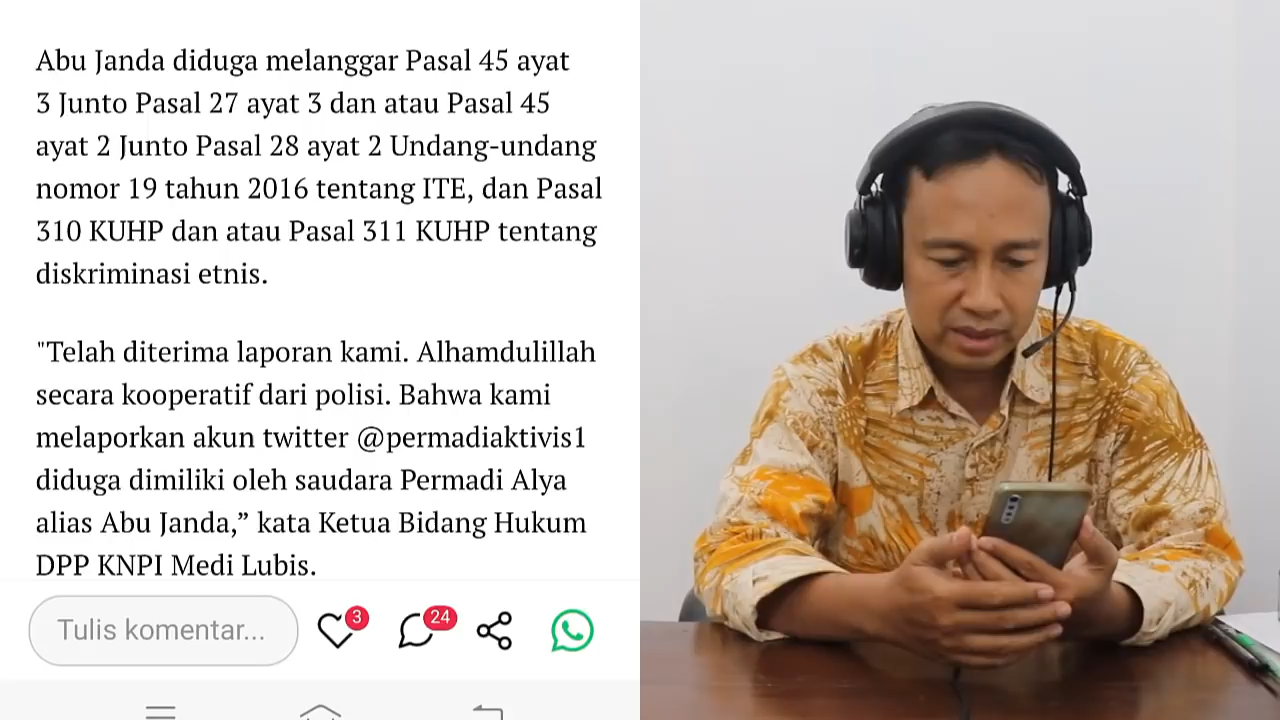 Abu Janda diduga melanggar Pasal 45 ayat
3 Junto Pasal 27 ayat 3 dan atau Pasal 45
ayat 2 Junto Pasal 28 ayat 2 Undang-undang
nomor 19 tahun 2016 tentang ITE, dan Pasal
310 KUHP dan atau Pasal 311 KUHP tentang
diskriminasi etnis.
"Telah diterima laporan kami. Alhamdulillah
secara kooperatif dari polisi. Bahwa kami
melaporkan akun twitter @permadiaktivis1
diduga dimiliki oleh saudara Permadi Alya
alias Abu Janda,” kata Ketua Bidang Hukum
DPP KNPI Medi Lubis.
Tulis komentar... 3 24